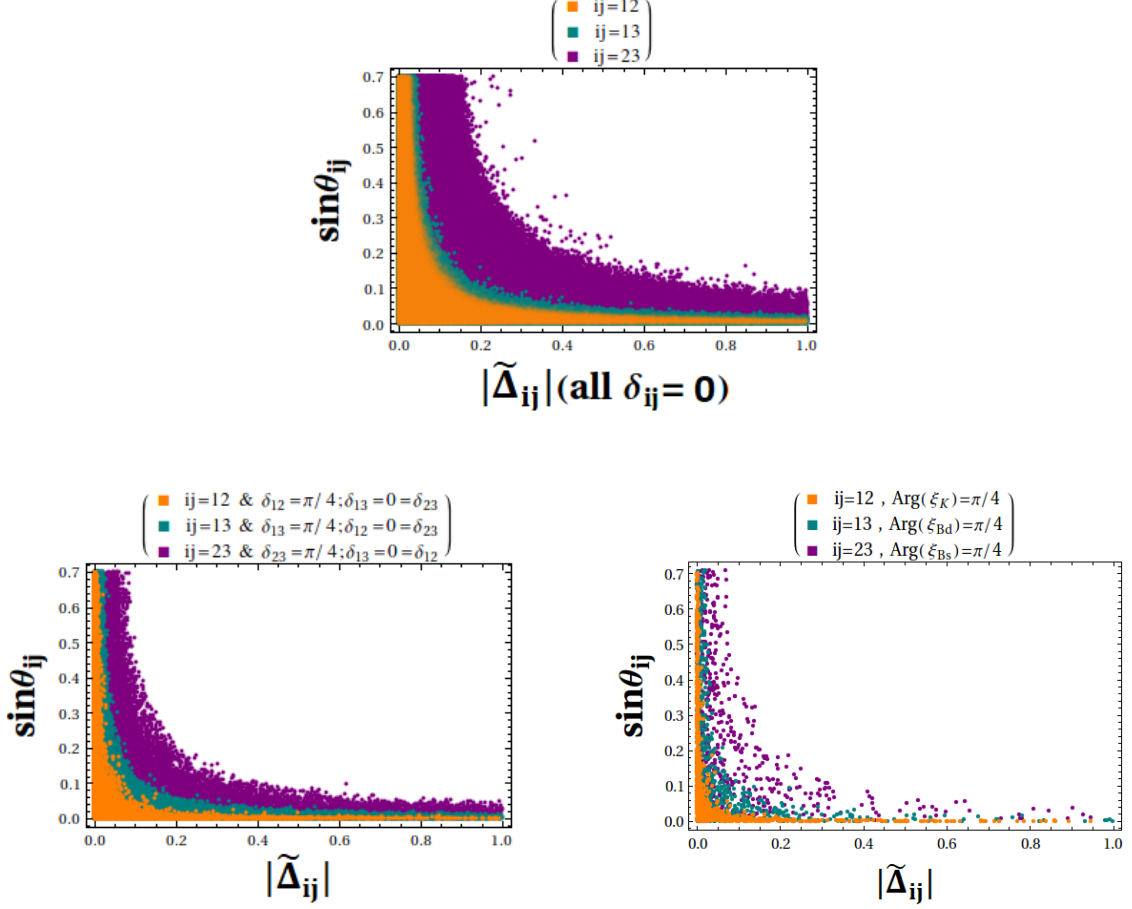 ij=12
ij=13
ij=23
0.7
0.6
0.5
0.4
0.3
0.2
0.1
0.0
sinθij
0.0 0.2 0.4 0.6 0.8 1.0
|Δ̃ij|(all δij= 0)
ij=12 & δ12=π/4;δ13=0=δ23
ij=13 & δ13=π/4;δ12=0=δ23
ij=23 & δ23=π/4;δ13=0=δ12
0.7
0.6
0.5
0.4
0.3
0.2
0.1
0.0
sinθij
0.0 0.2 0.4 0.6 0.8 1.0
|Δ̃ij|
ij=12 , Arg(ξK)=π/4
ij=13 , Arg(ξBd)=π/4
ij=23 , Arg(ξBs)=π/4
0.7
0.6
0.5
0.4
0.3
0.2
0.1
0.0
sinθij
0.0 0.2 0.4 0.6 0.8 1.0
|Δ̃ij|